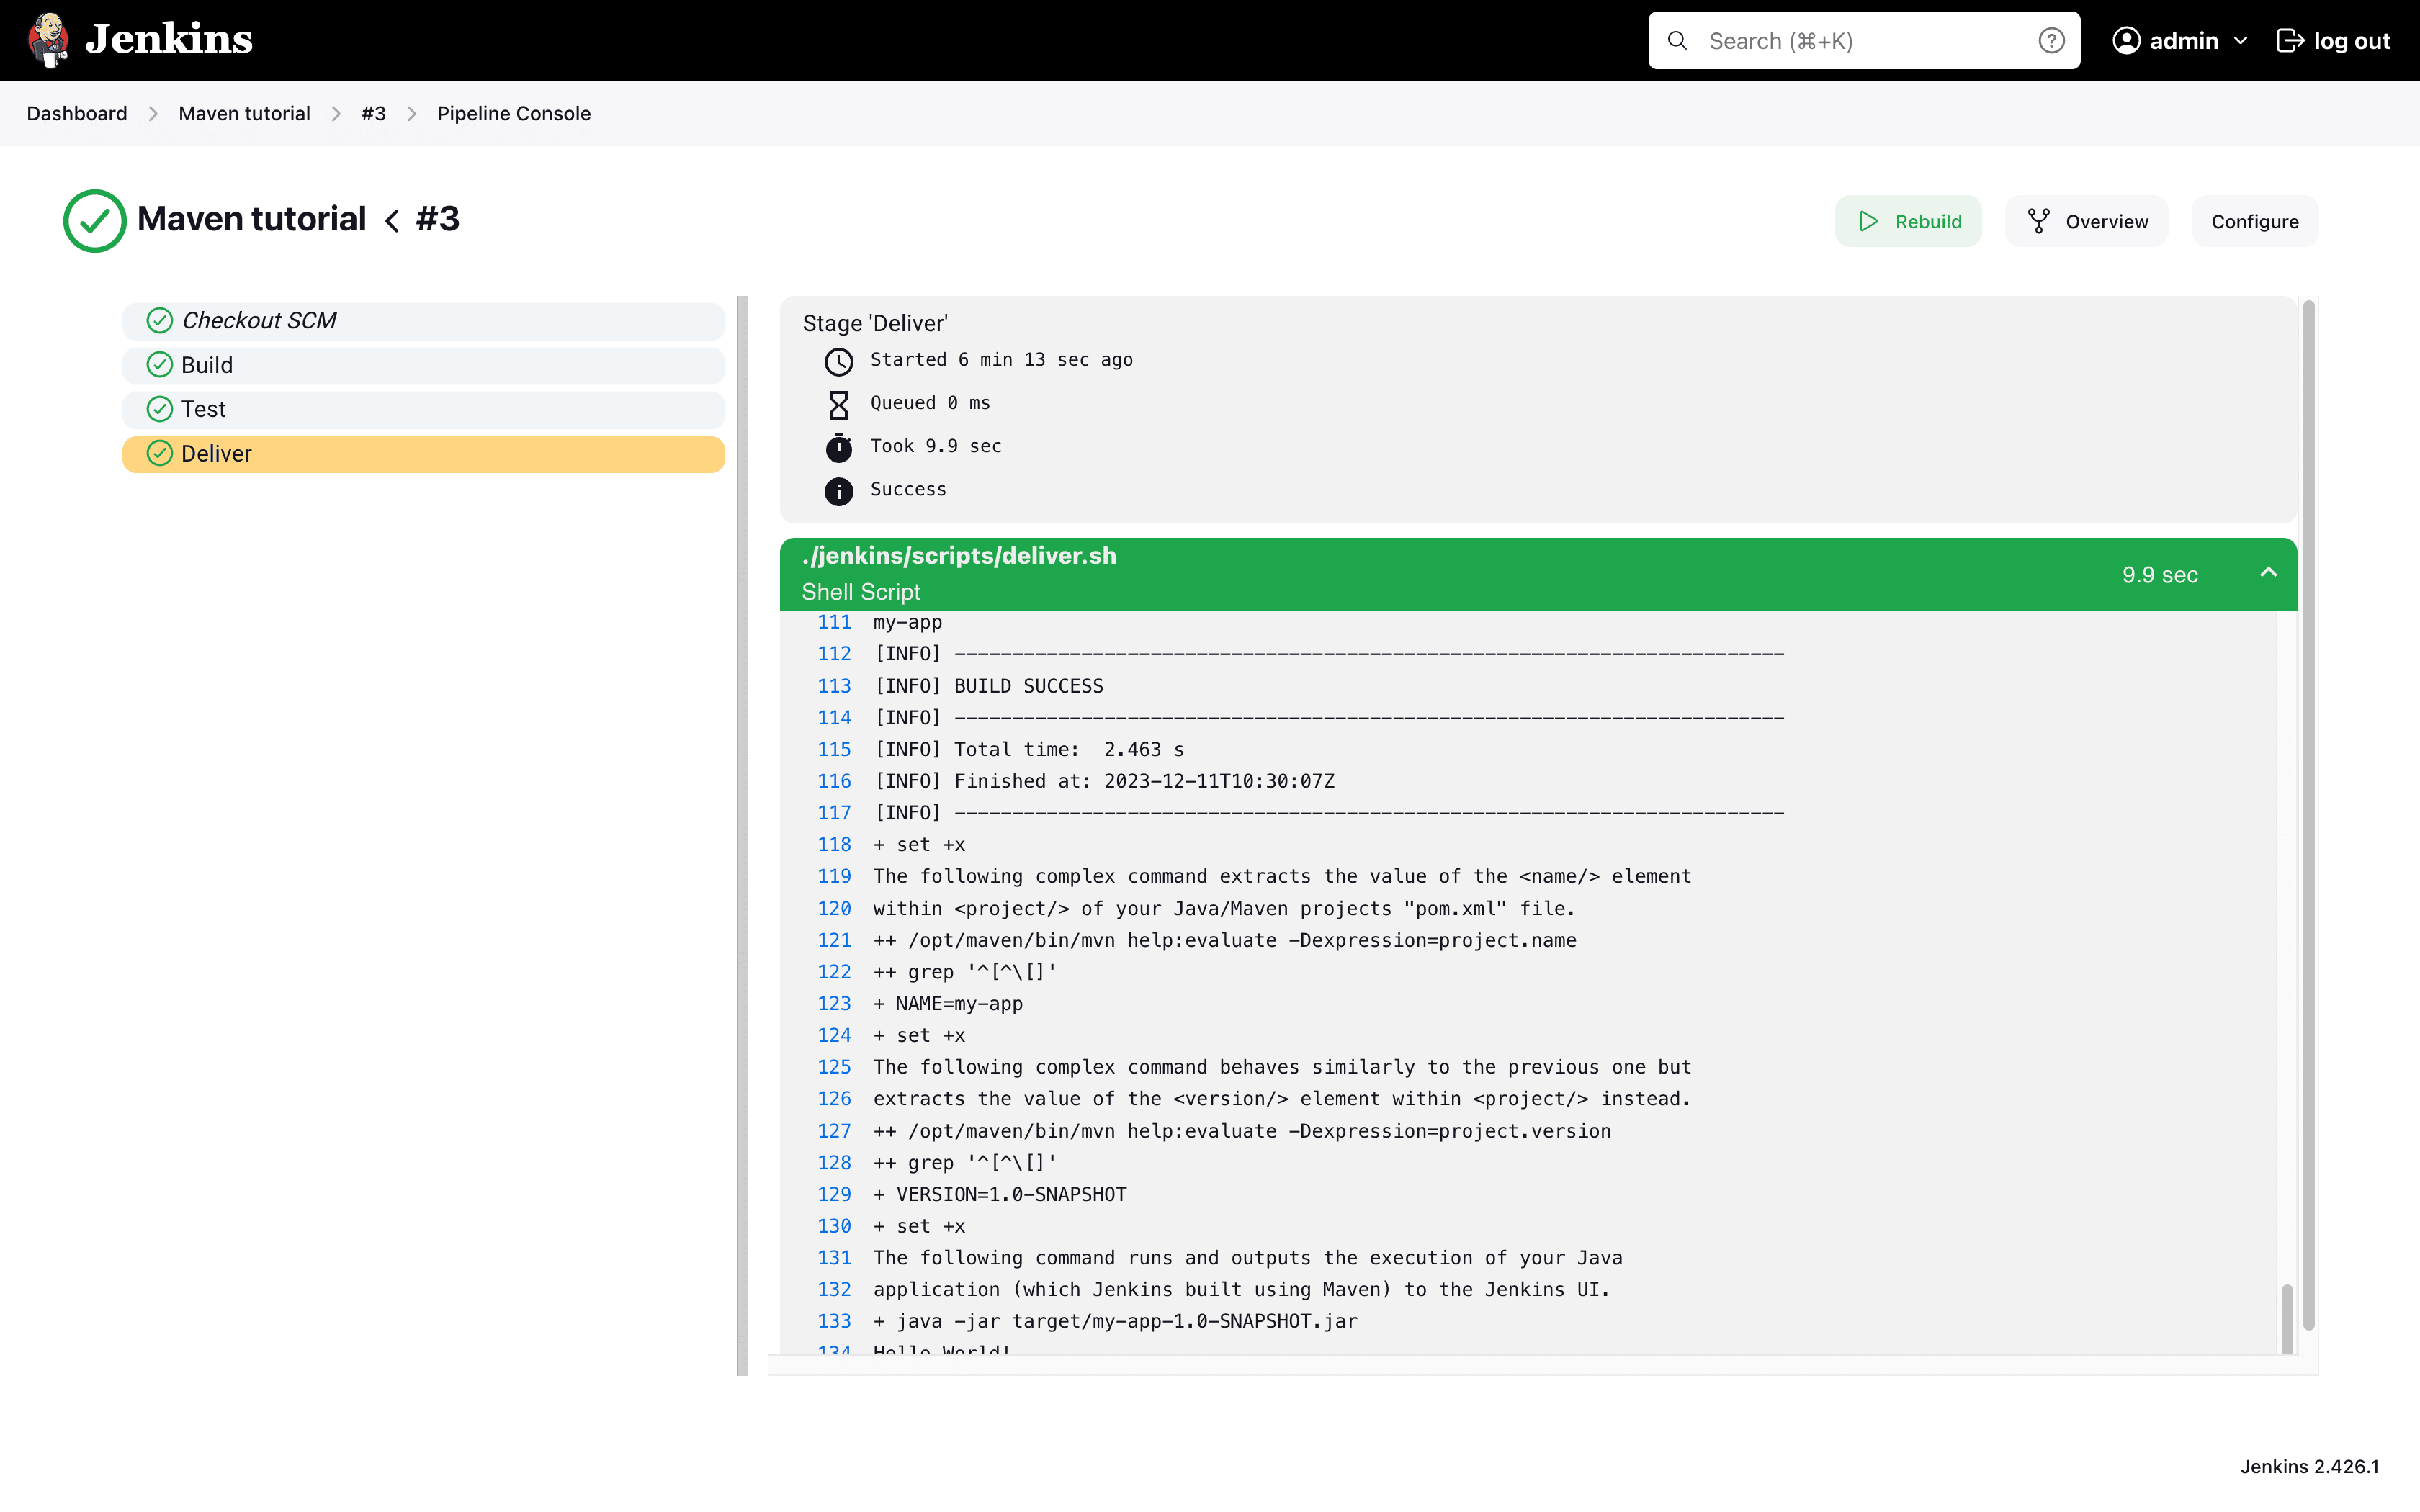 Jenkins
Search (⌘+K)
admin
log out
Dashboard
Maven tutorial
#3
Pipeline Console
Maven tutorial < #3
Rebuild
Overview
Configure
Checkout SCM
Build
Test
Deliver
Stage 'Deliver'
Started 6 min 13 sec ago
Queued 0 ms
Took 9.9 sec
Success
./jenkins/scripts/deliver.sh
Shell Script
9.9 sec
111 my-app
112 [INFO] ------------------------------------------------------------------------
113 [INFO] BUILD SUCCESS
114 [INFO] ------------------------------------------------------------------------
115 [INFO] Total time:  2.463 s
116 [INFO] Finished at: 2023-12-11T10:30:07Z
117 [INFO] ------------------------------------------------------------------------
118 + set +x
119 The following complex command extracts the value of the <name/> element
120 within <project/> of your Java/Maven projects "pom.xml" file.
121 ++ /opt/maven/bin/mvn help:evaluate -Dexpression=project.name
122 ++ grep '^[^\[]'
123 + NAME=my-app
124 + set +x
125 The following complex command behaves similarly to the previous one but
126 extracts the value of the <version/> element within <project/> instead.
127 ++ /opt/maven/bin/mvn help:evaluate -Dexpression=project.version
128 ++ grep '^[^\[]'
129 + VERSION=1.0-SNAPSHOT
130 + set +x
131 The following command runs and outputs the execution of your Java
132 application (which Jenkins built using Maven) to the Jenkins UI.
133 + java -jar target/my-app-1.0-SNAPSHOT.jar
134 Hello World!
Jenkins 2.426.1